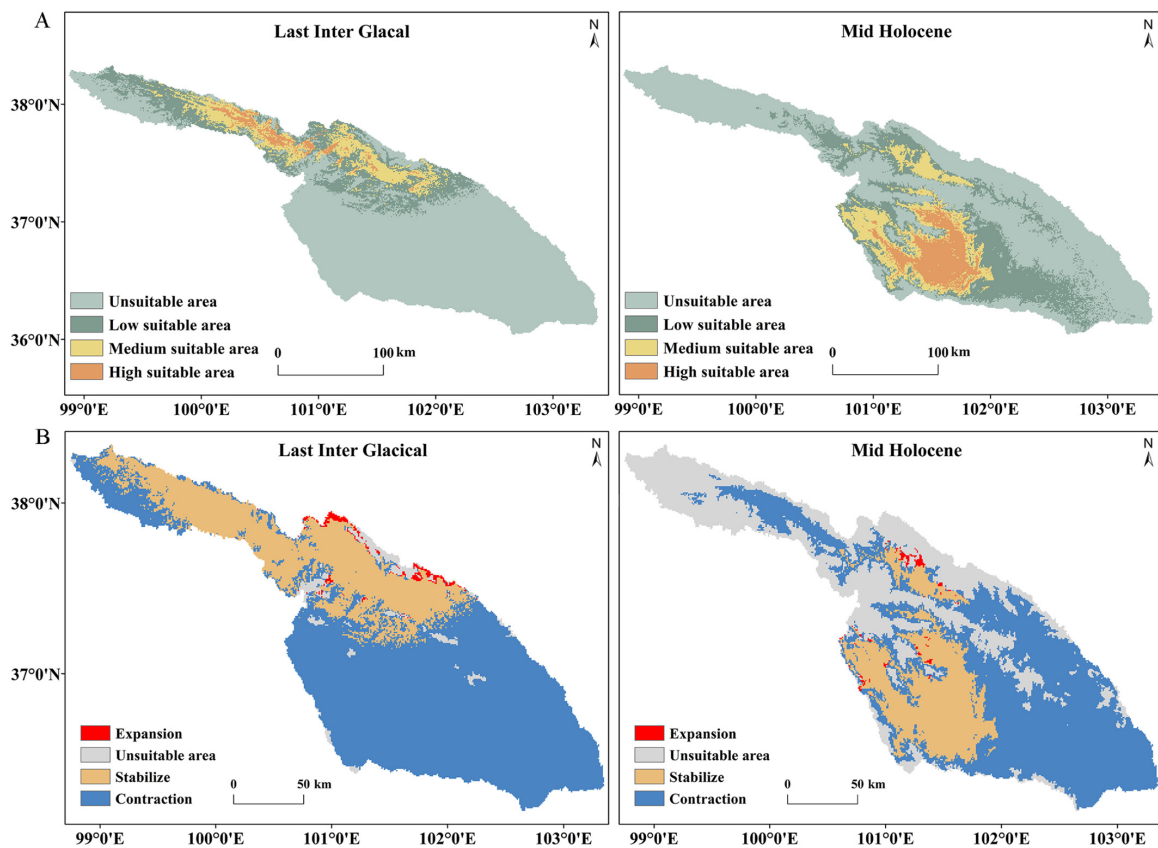 A
Last Inter Glacal
N
38°0'N
37°0'N
36°0'N
Unsuitable area
Low suitable area
Medium suitable area
High suitable area
0 100 km
99°0'E 100°0'E 101°0'E 102°0'E 103°0'E
Mid Holocene
N
Unsuitable area
Low suitable area
Medium suitable area
High suitable area
0 100 km
99°0'E 100°0'E 101°0'E 102°0'E 103°0'E
B
Last Inter Glacical
N
38°0'N
37°0'N
Expansion
Unsuitable area
Stabilize
Contraction
0 50 km
99°0'E 100°0'E 101°0'E 102°0'E 103°0'E
Mid Holocene
N
Expansion
Unsuitable area
Stabilize
Contraction
0 50 km
99°0'E 100°0'E 101°0'E 102°0'E 103°0'E